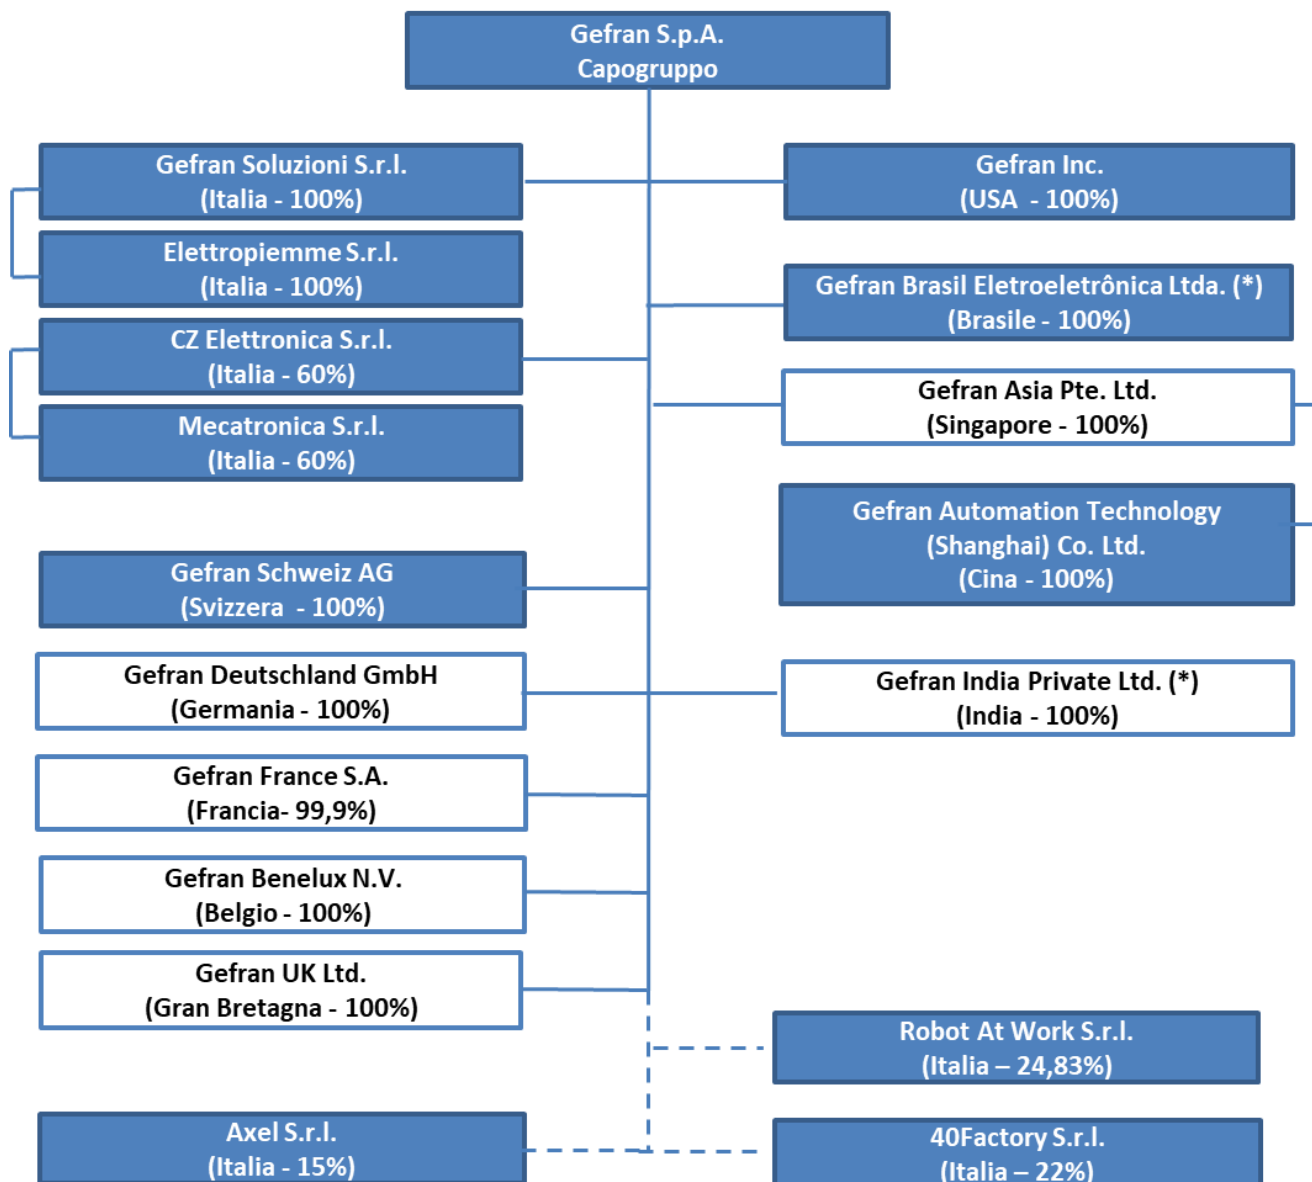 Gefran S.p.A.
Capogruppo
Gefran Soluzioni S.r.l.
(Italia - 100%)
Elettropiemme S.r.l.
(Italia - 100%)
CZ Elettronica S.r.l.
(Italia - 60%)
Mecatronica S.r.l.
(Italia - 60%)
Gefran Schweiz AG
(Svizzera - 100%)
Gefran Deutschland GmbH
(Germania - 100%)
Gefran France S.A.
(Francia- 99,9%)
Gefran Benelux N.V.
(Belgio - 100%)
Gefran UK Ltd.
(Gran Bretagna - 100%)
Axel S.r.l.
(Italia - 15%)
Gefran Inc.
(USA - 100%)
Gefran Brasil Eletroeletrônica Ltda. (*)
(Brasile - 100%)
Gefran Asia Pte. Ltd.
(Singapore - 100%)
Gefran Automation Technology
(Shanghai) Co. Ltd.
(Cina - 100%)
Gefran India Private Ltd. (*)
(India - 100%)
Robot At Work S.r.l.
(Italia – 24,83%)
40Factory S.r.l.
(Italia – 22%)